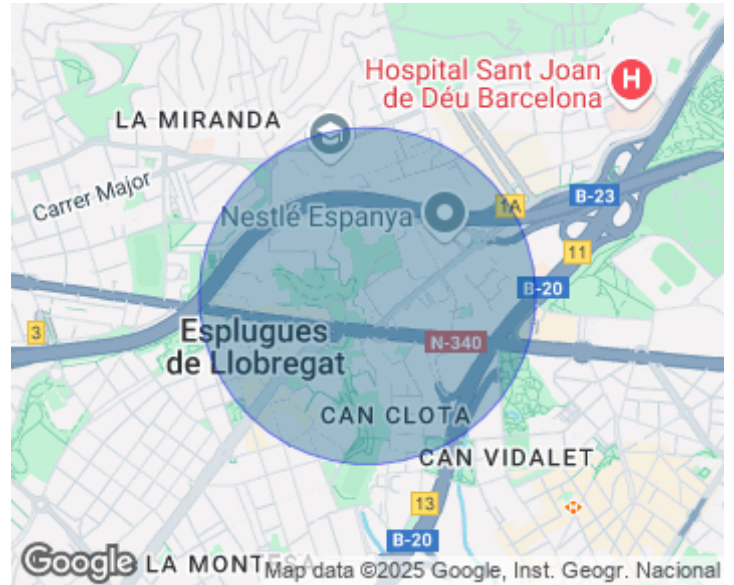 Hospital Sant Joan
de Déu Barcelona
H
LA MIRANDA
Carrer Major
1A
B-23
Nestlé Espanya
11
B-20
3
Esplugues
de Llobregat
N-340
CAN CLOTA
CAN VIDALET
13
B-20
Google
LA MONTESA
Map data ©2025 Google, Inst. Geogr. Nacional